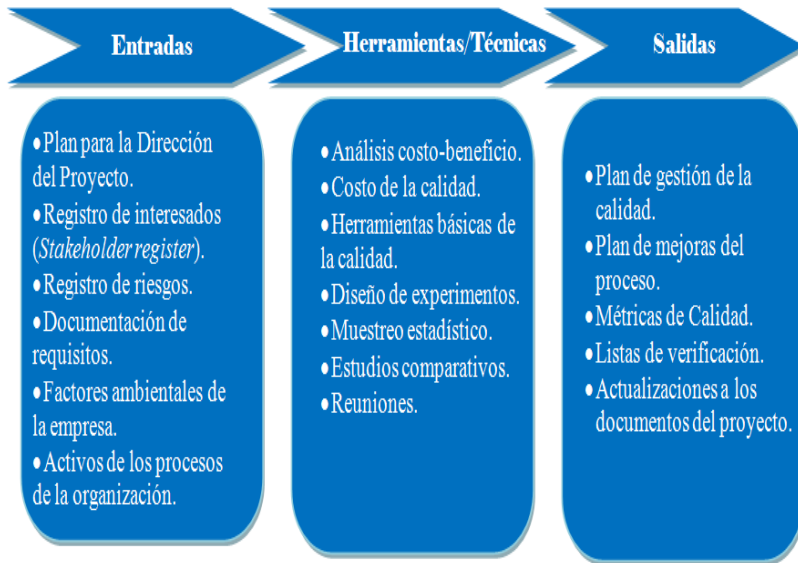 Entradas
Herramientas/Técnicas
Salidas
•Plan para la Dirección
del Proyecto.
•Registro de interesados
(Stakeholder register).
•Registro de riesgos.
•Documentación de
requisitos.
•Factores ambientales de
la empresa.
•Activos de los procesos
de la organización.
•Análisis costo-beneficio.
•Costo de la calidad.
•Herramientas básicas de
la calidad.
•Diseño de experimentos.
•Muestreo estadístico.
•Estudios comparativos.
•Reuniones.
•Plan de gestión de la
calidad.
•Plan de mejoras del
proceso.
•Métricas de Calidad.
•Listas de verificación.
•Actualizaciones a los
documentos del proyecto.